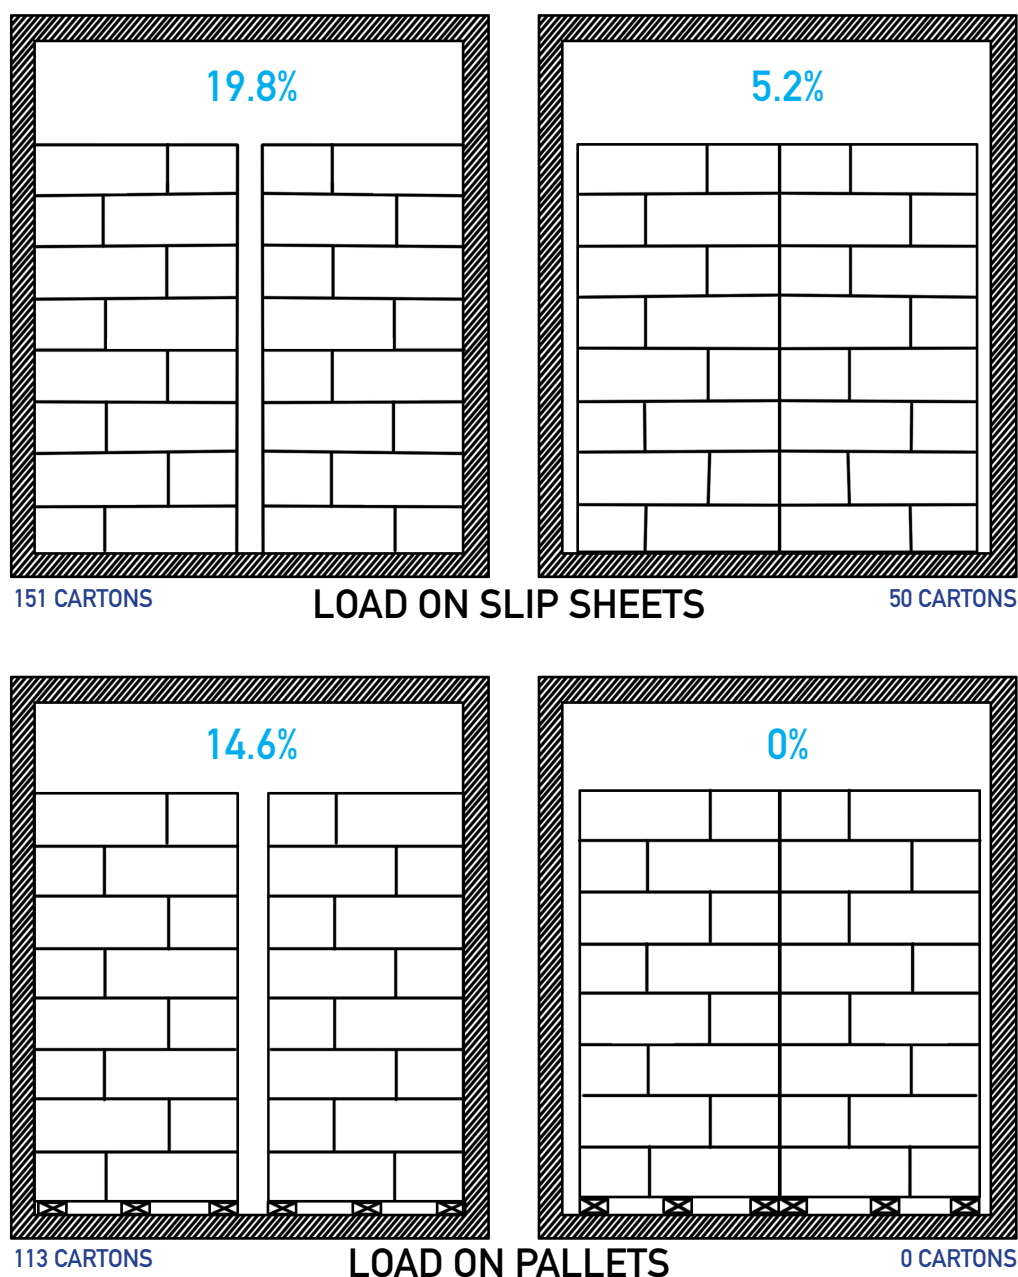 19.8%
5.2%
151 CARTONS
LOAD ON SLIP SHEETS
50 CARTONS
14.6%
0%
113 CARTONS
LOAD ON PALLETS
0 CARTONS